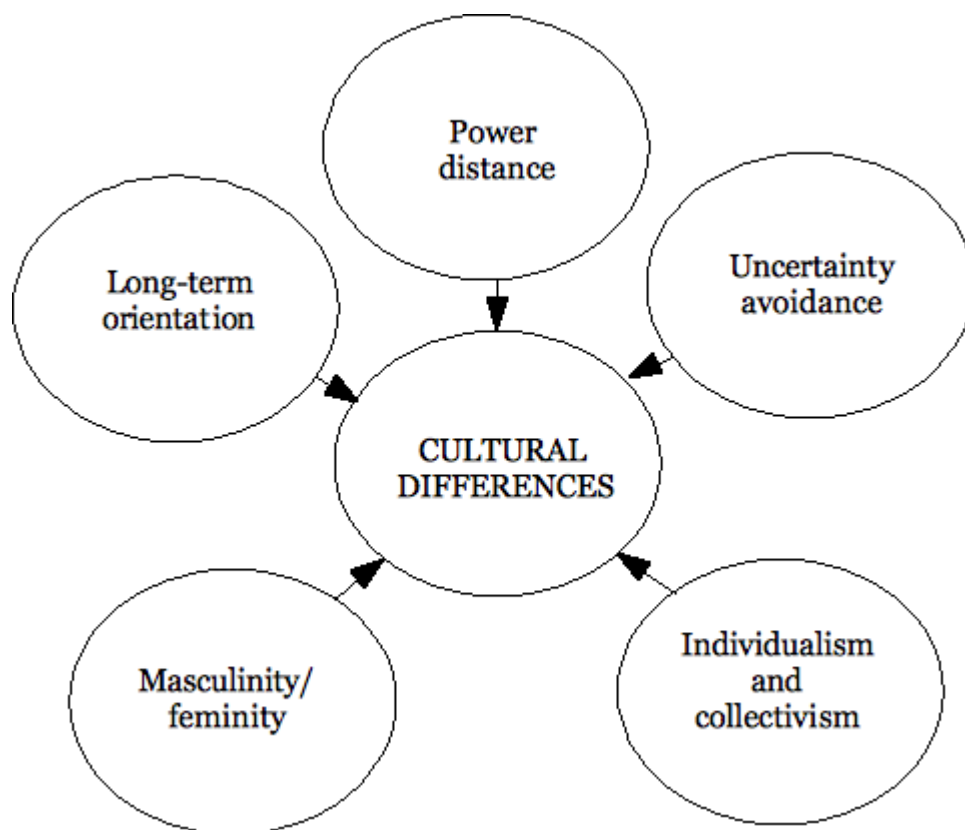 Power
distance
Long-term
orientation
Uncertainty
avoidance
CULTURAL
DIFFERENCES
Masculinity/
feminity
Individualism
and
collectivism